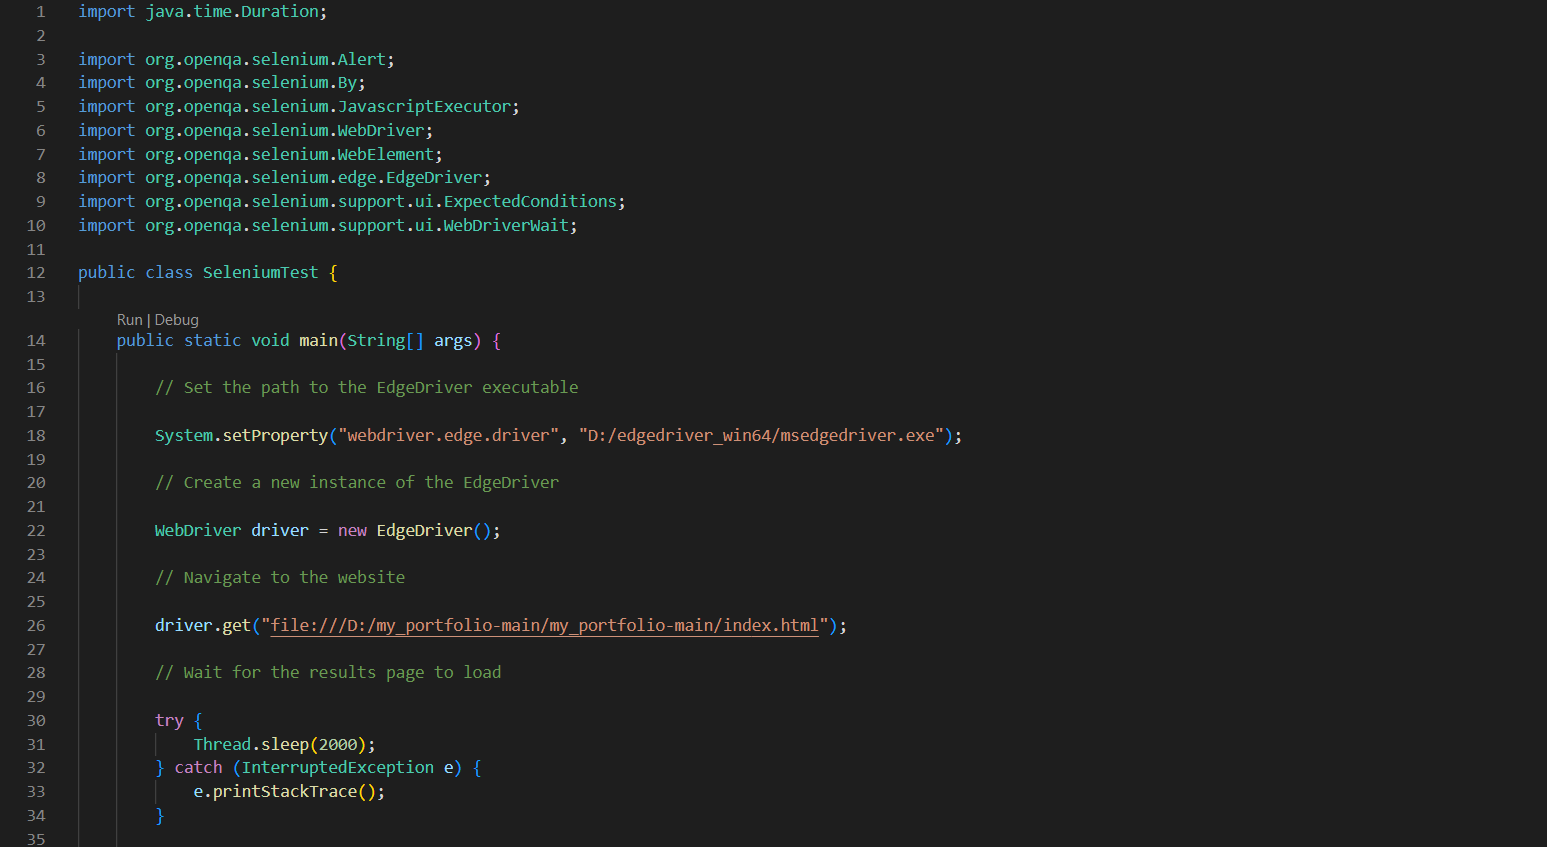 1 import java.time.Duration;
2
3 import org.openqa.selenium.Alert;
4 import org.openqa.selenium.By;
5 import org.openqa.selenium.JavascriptExecutor;
6 import org.openqa.selenium.WebDriver;
7 import org.openqa.selenium.WebElement;
8 import org.openqa.selenium.edge.EdgeDriver;
9 import org.openqa.selenium.support.ui.ExpectedConditions;
10 import org.openqa.selenium.support.ui.WebDriverWait;
11
12 public class SeleniumTest {
13
Run | Debug
14 public static void main(String[] args) {
15
16 // Set the path to the EdgeDriver executable
17
18 System.setProperty("webdriver.edge.driver", "D:/edgedriver_win64/msedgedriver.exe");
19
20 // Create a new instance of the EdgeDriver
21
22 WebDriver driver = new EdgeDriver();
23
24 // Navigate to the website
25
26 driver.get("file:///D:/my_portfolio-main/my_portfolio-main/index.html");
27
28 // Wait for the results page to load
29
30 try {
31 Thread.sleep(2000);
32 } catch (InterruptedException e) {
33 e.printStackTrace();
34 }
35